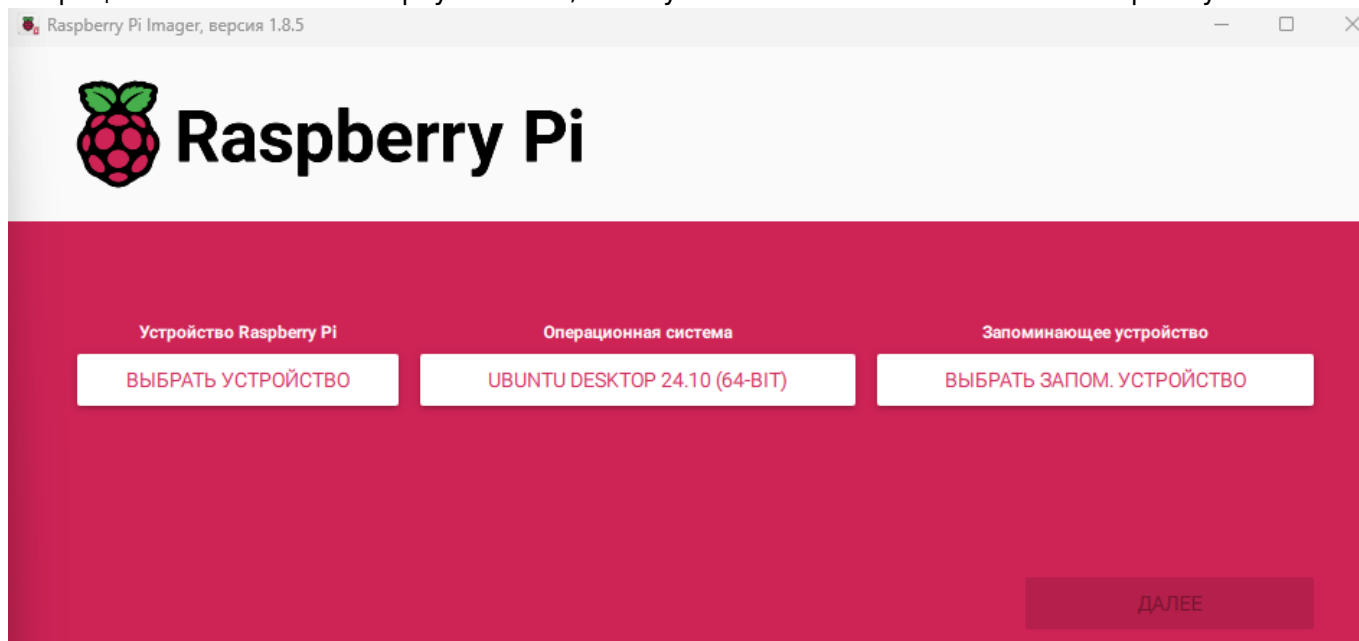 Raspberry Pi Imager, версия 1.8.5
Raspberry Pi
Устройство Raspberry Pi
Операционная система
Запоминающее устройство
ВЫБРАТЬ УСТРОЙСТВО
UBUNTU DESKTOP 24.10 (64-BIT)
ВЫБРАТЬ ЗАПОМ. УСТРОЙСТВО
ДАЛЕЕ